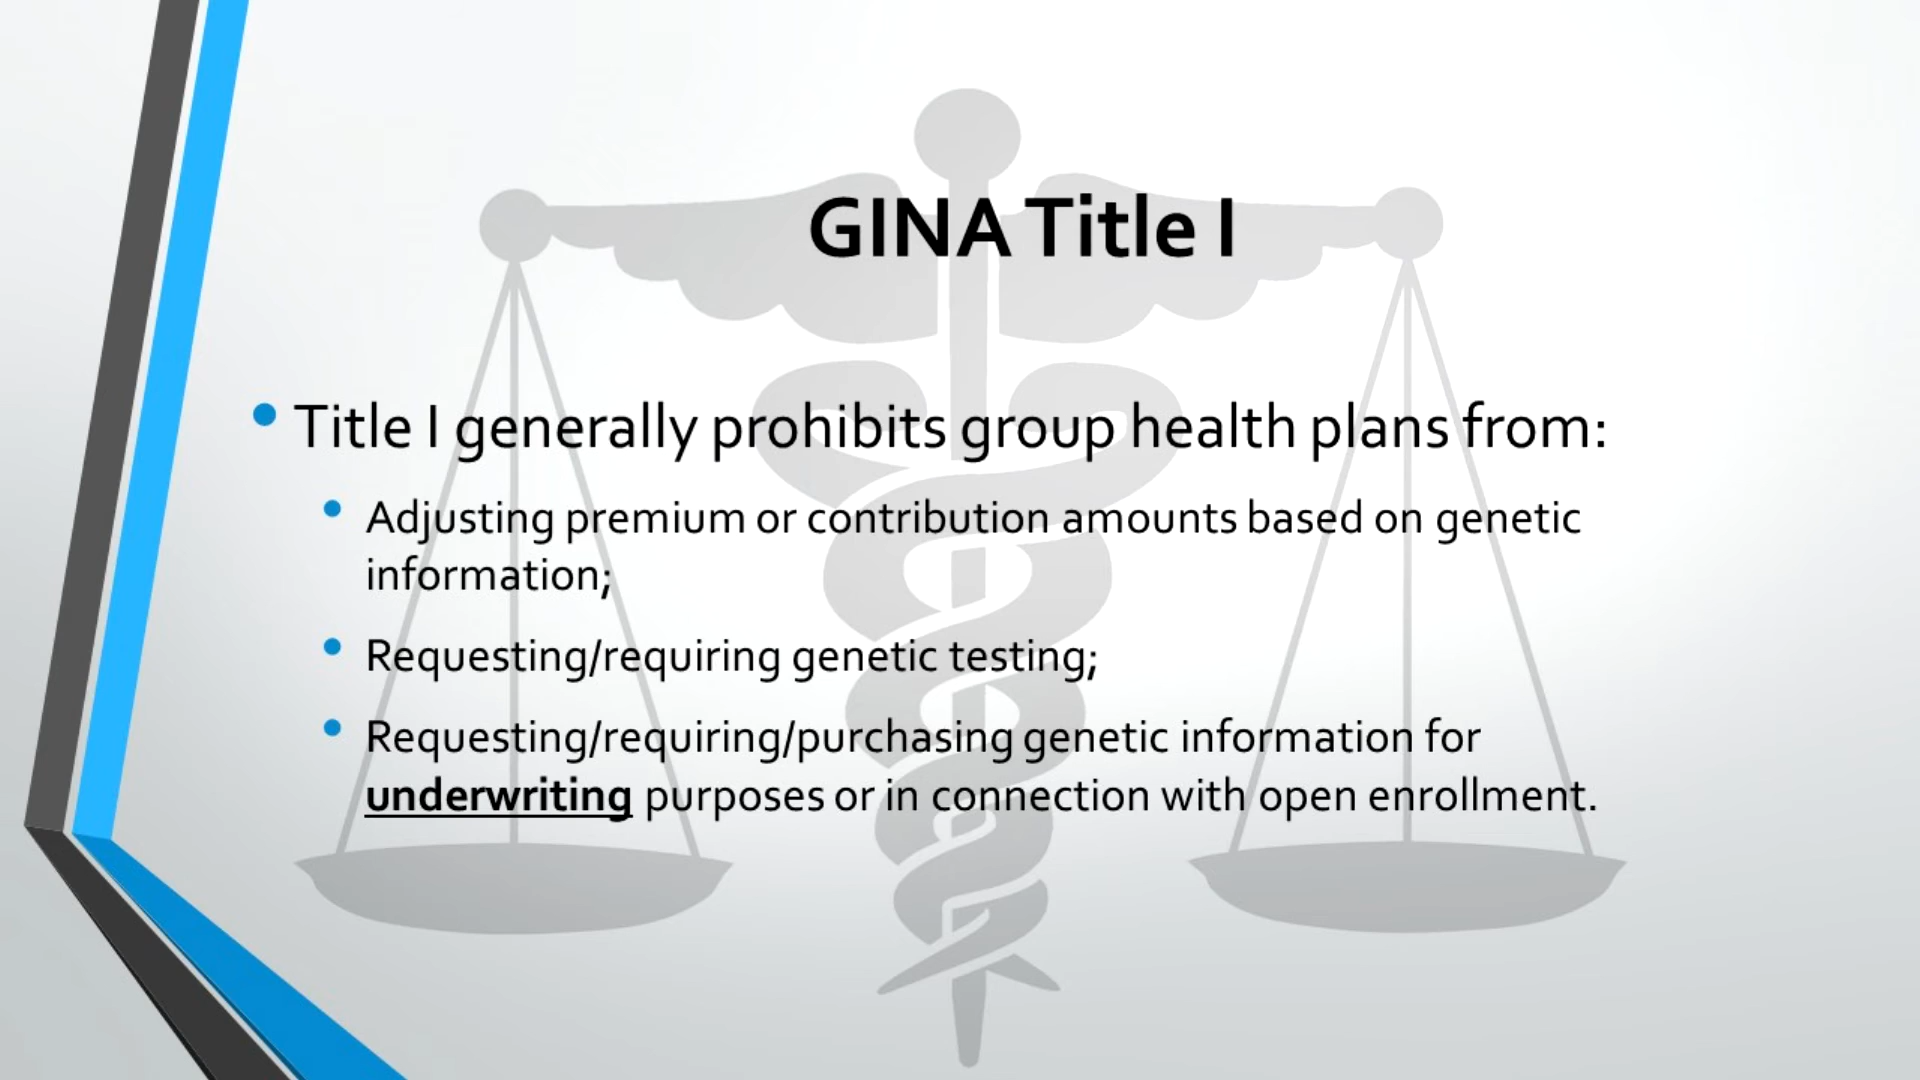 GINA Title I
• Title I generally prohibits group health plans from:
• Adjusting premium or contribution amounts based on genetic
information;
• Requesting/requiring genetic testing;
• Requesting/requiring/purchasing genetic information for
underwriting purposes or in connection with open enrollment.